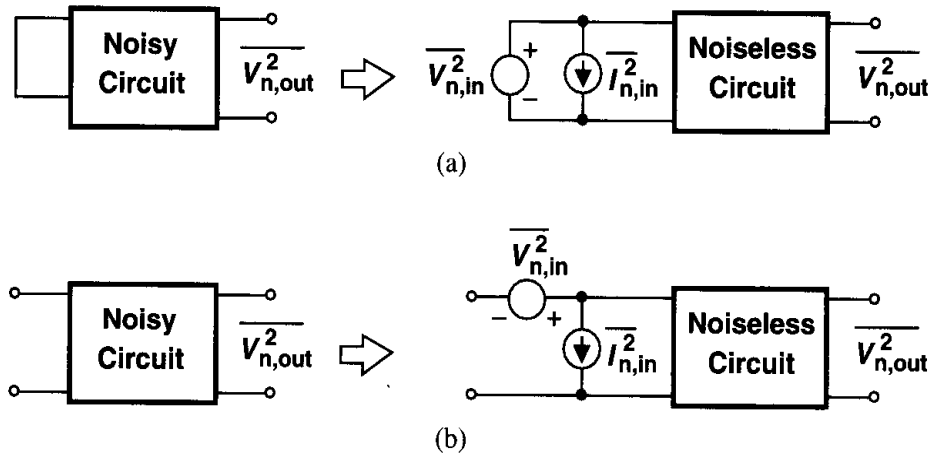 Noisy
Circuit
V²n,out
V²n,in
+
−
I²n,in
Noiseless
Circuit
V²n,out
(a)
Noisy
Circuit
V²n,out
V²n,in
− +
I²n,in
Noiseless
Circuit
V²n,out
(b)